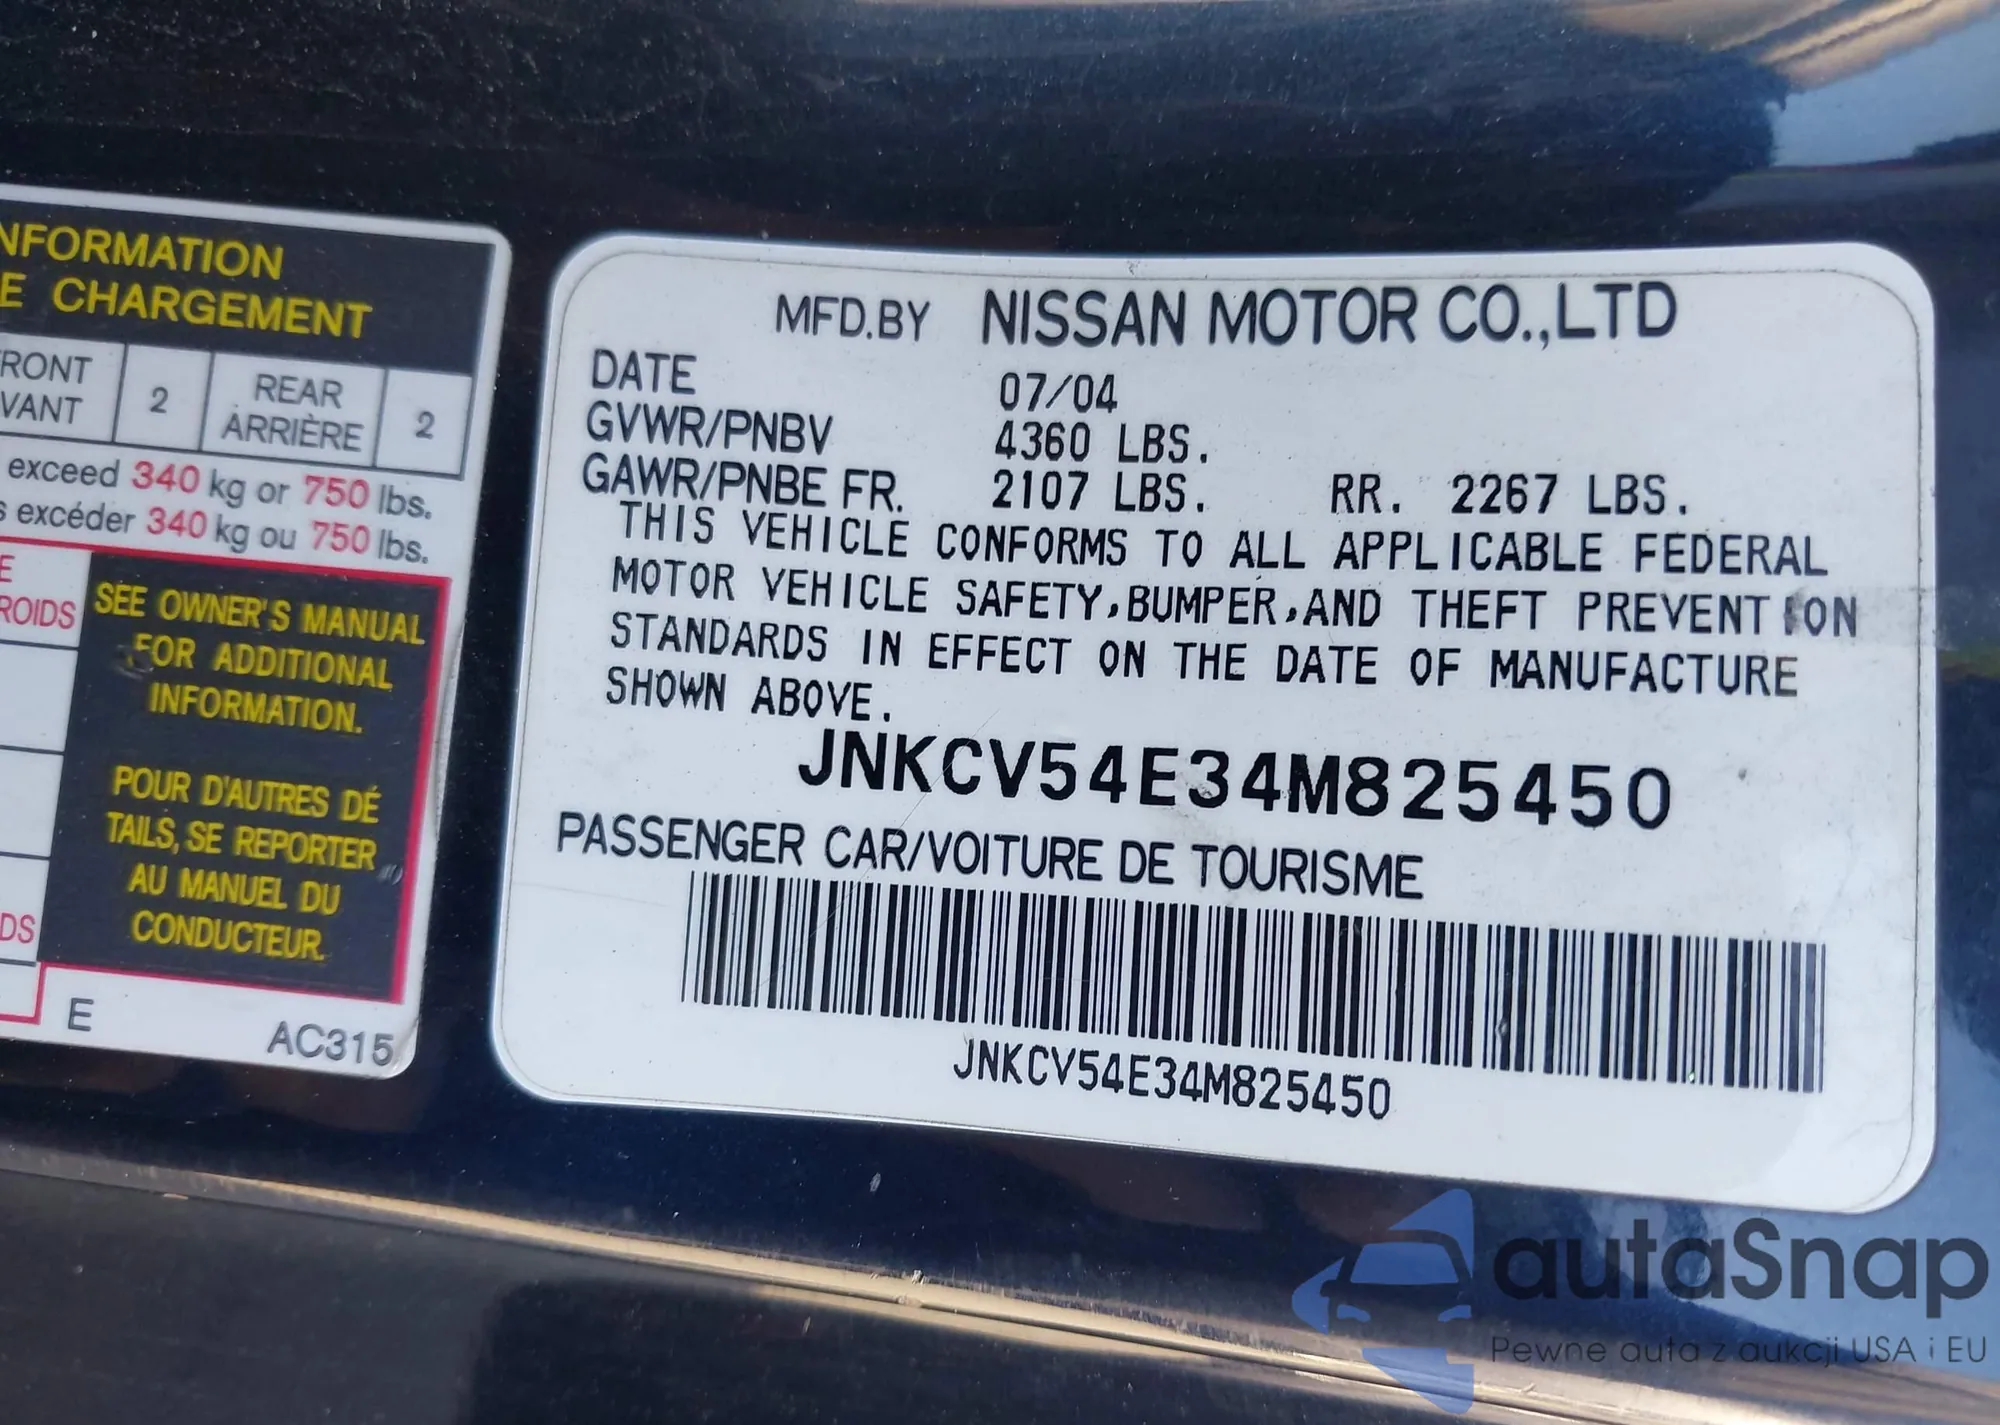 NFORMATION
E CHARGEMENT
RONT
VANT
2
REAR
ARRIÈRE
2
exceed 340 kg or 750 lbs.
s excéder 340 kg ou 750 lbs.
E
ROIDS
SEE OWNER'S MANUAL
FOR ADDITIONAL
INFORMATION.
POUR D'AUTRES DÉ
TAILS, SE REPORTER
AU MANUEL DU
CONDUCTEUR.
DS
E
AC315
MFD.BY NISSAN MOTOR CO.,LTD
DATE 07/04
GVWR/PNBV 4360 LBS.
GAWR/PNBE FR. 2107 LBS. RR. 2267 LBS.
THIS VEHICLE CONFORMS TO ALL APPLICABLE FEDERAL
MOTOR VEHICLE SAFETY,BUMPER,AND THEFT PREVENTION
STANDARDS IN EFFECT ON THE DATE OF MANUFACTURE
SHOWN ABOVE.
JNKCV54E34M825450
PASSENGER CAR/VOITURE DE TOURISME
JNKCV54E34M825450
autaSnap
Pewne auta z aukcji USA i EU